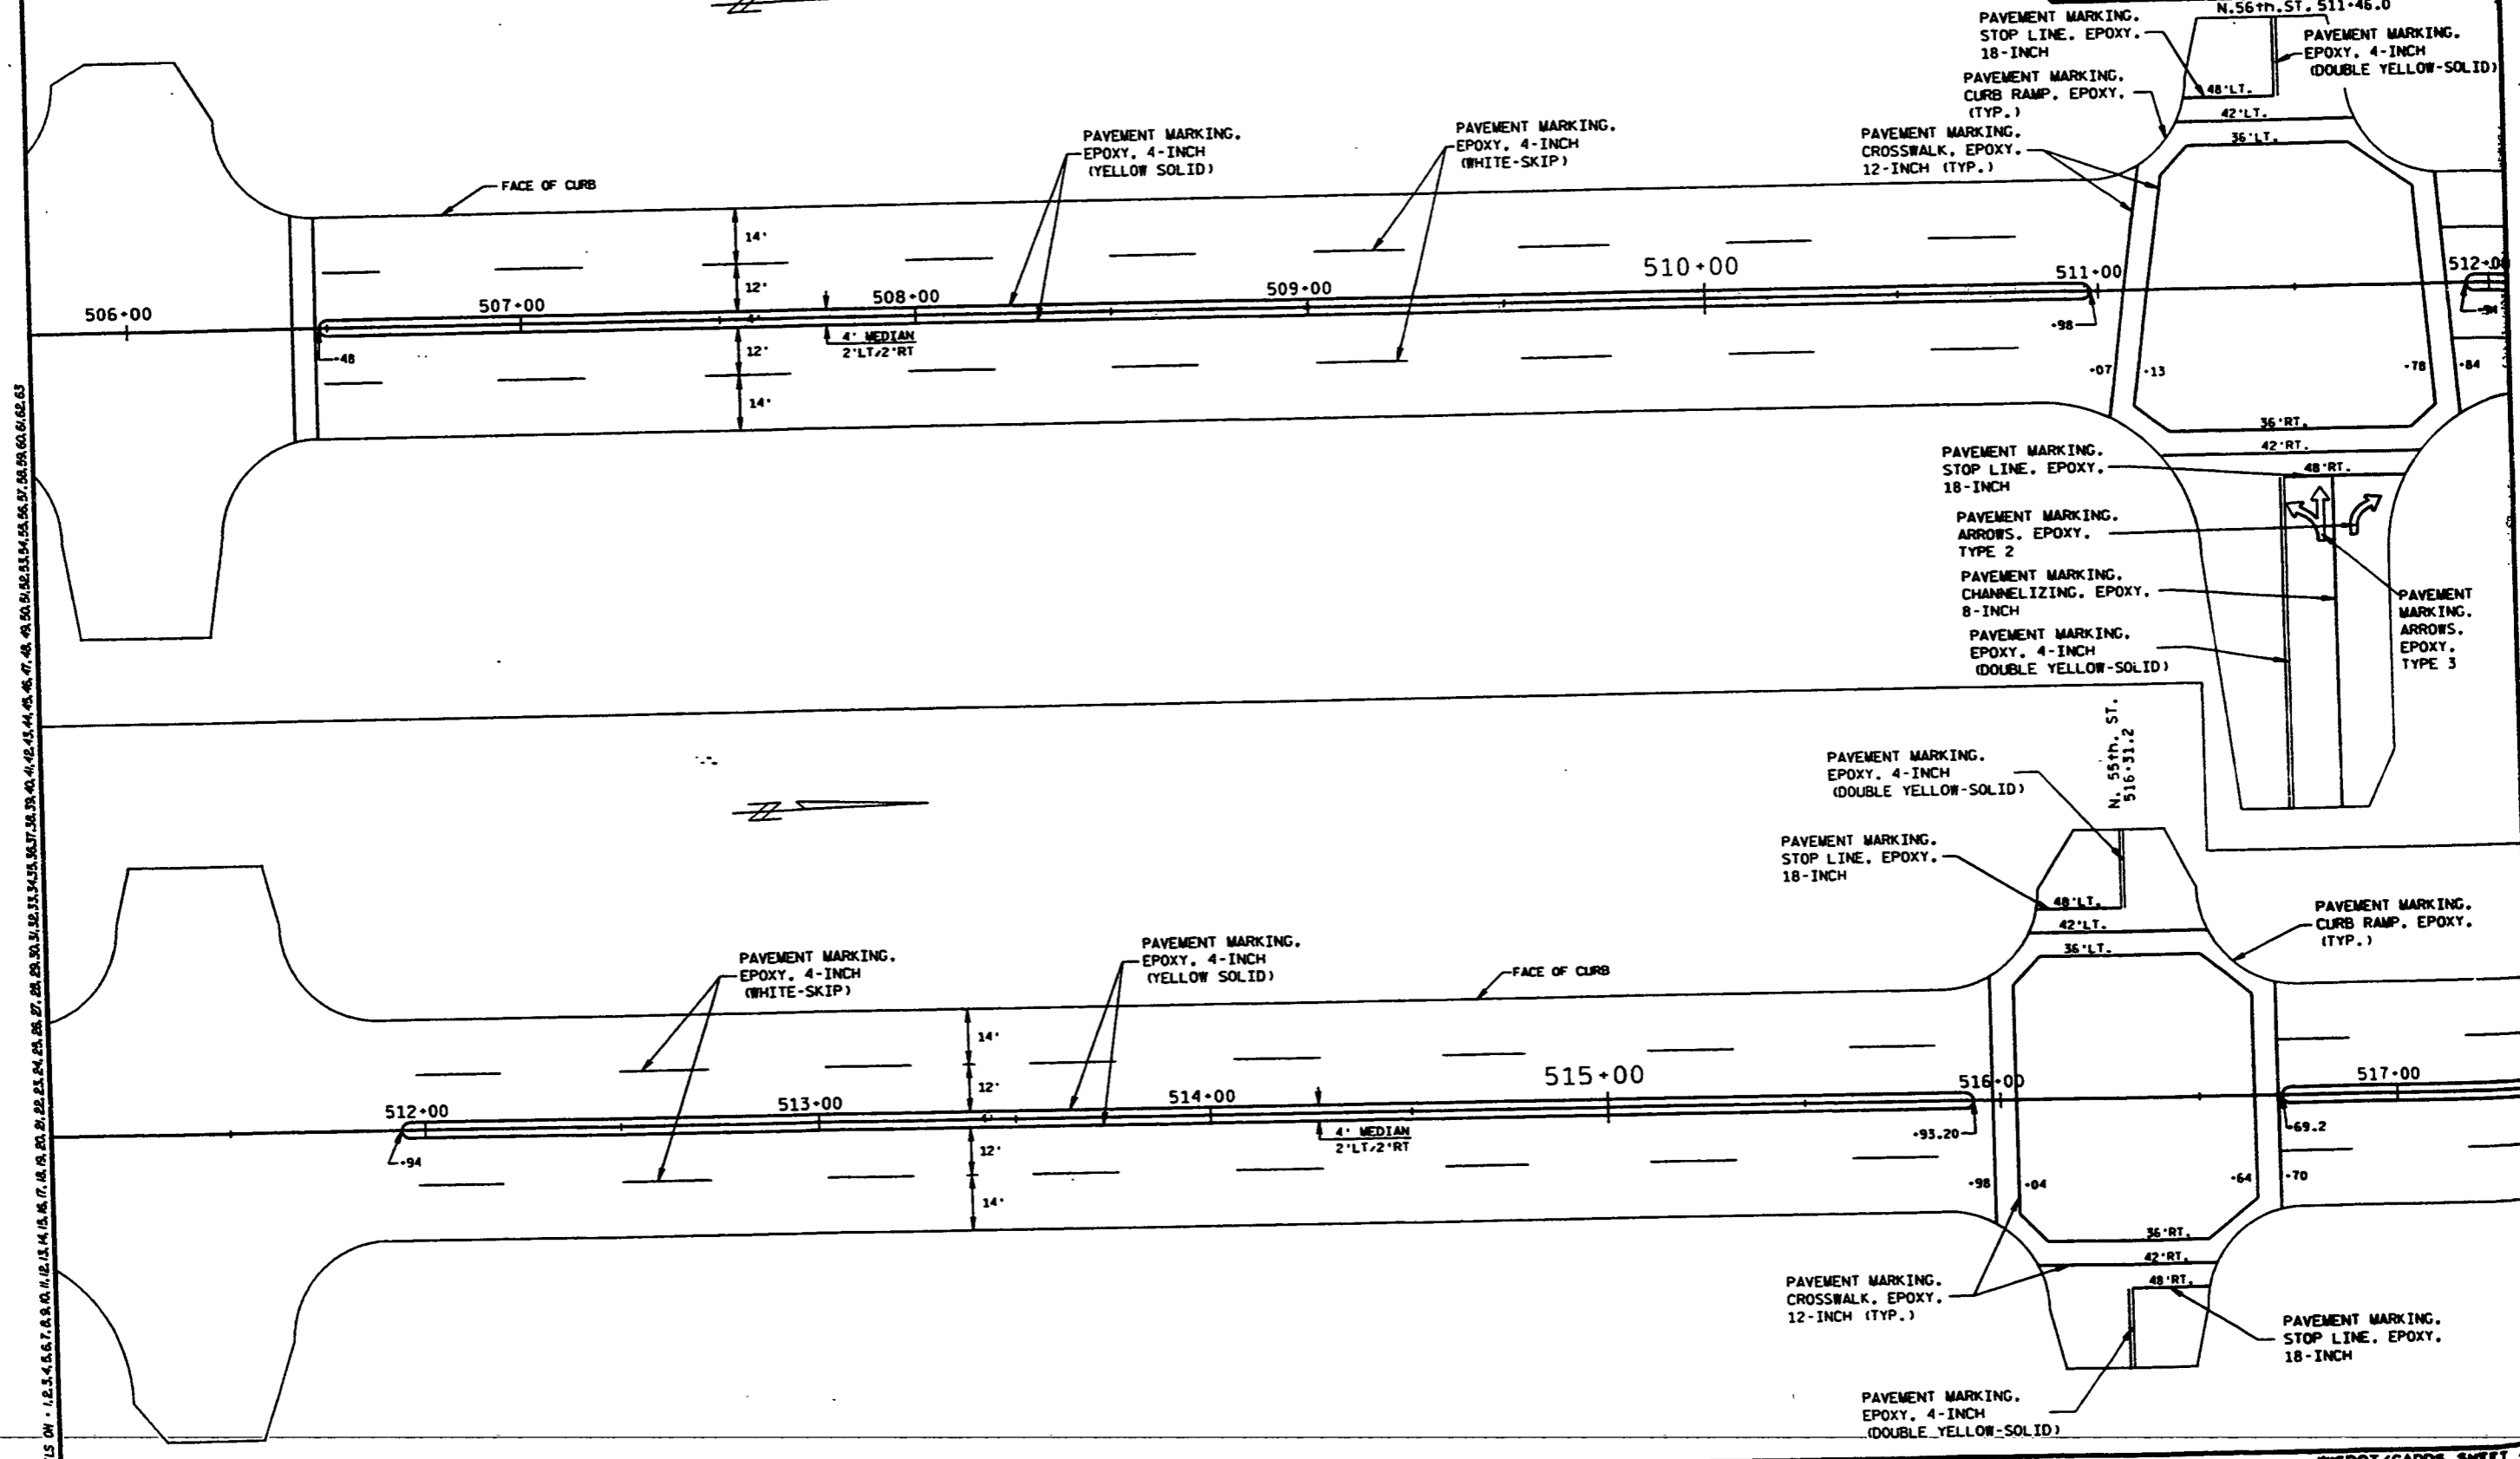 N.56th.ST. 511+46.0
PAVEMENT MARKING.
STOP LINE. EPOXY.
18-INCH
PAVEMENT MARKING.
EPOXY. 4-INCH
(DOUBLE YELLOW-SOLID)
PAVEMENT MARKING.
CURB RAMP. EPOXY.
(TYP.)
48'LT.
42'LT.
36'LT.
PAVEMENT MARKING.
CROSSWALK. EPOXY.
12-INCH (TYP.)
PAVEMENT MARKING.
EPOXY. 4-INCH
(YELLOW SOLID)
PAVEMENT MARKING.
EPOXY. 4-INCH
(WHITE-SKIP)
FACE OF CURB
14'
12'
4'
12'
14'
506+00
507+00
508+00
509+00
510+00
511+00
512+00
+48
4' MEDIAN
2'LT/2'RT
+98
+94
+07
+13
+78
+84
36'RT.
42'RT.
48'RT.
PAVEMENT MARKING.
STOP LINE. EPOXY.
18-INCH
PAVEMENT MARKING.
ARROWS. EPOXY.
TYPE 2
PAVEMENT MARKING.
CHANNELIZING. EPOXY.
8-INCH
PAVEMENT MARKING.
EPOXY. 4-INCH
(DOUBLE YELLOW-SOLID)
PAVEMENT
MARKING.
ARROWS.
EPOXY.
TYPE 3
N. 55th. ST.
516+31.2
PAVEMENT MARKING.
EPOXY. 4-INCH
(DOUBLE YELLOW-SOLID)
PAVEMENT MARKING.
STOP LINE. EPOXY.
18-INCH
48'LT.
42'LT.
36'LT.
PAVEMENT MARKING.
CURB RAMP. EPOXY.
(TYP.)
PAVEMENT MARKING.
EPOXY. 4-INCH
(WHITE-SKIP)
PAVEMENT MARKING.
EPOXY. 4-INCH
(YELLOW SOLID)
FACE OF CURB
14'
12'
4'
12'
14'
512+00
513+00
514+00
515+00
516+00
517+00
+94
4' MEDIAN
2'LT/2'RT
+93.20
+69.2
+98
+04
+64
+70
36'RT.
42'RT.
48'RT.
PAVEMENT MARKING.
CROSSWALK. EPOXY.
12-INCH (TYP.)
PAVEMENT MARKING.
STOP LINE. EPOXY.
18-INCH
PAVEMENT MARKING.
EPOXY. 4-INCH
(DOUBLE YELLOW-SOLID)